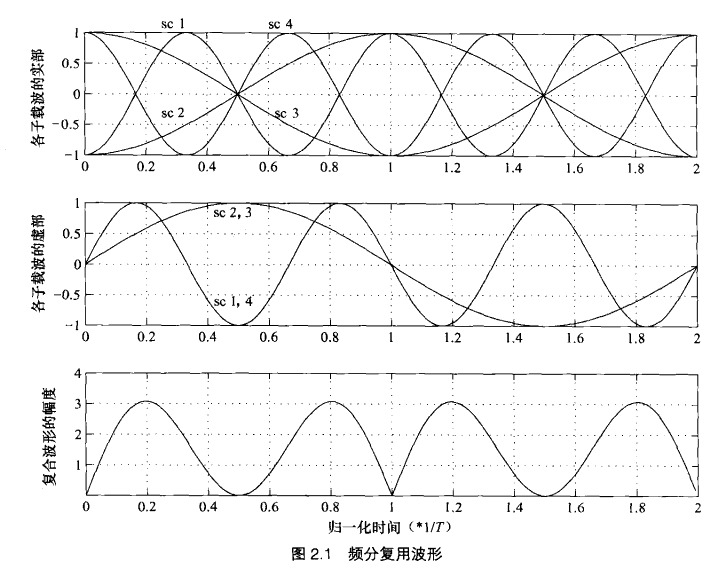 sc 1
sc 4
各子载波的实部
1
0.5
0
−0.5
−1
sc 2
sc 3
0 0.2 0.4 0.6 0.8 1 1.2 1.4 1.6 1.8 2
各子载波的虚部
1
0.5
0
−0.5
−1
sc 2, 3
sc 1, 4
0 0.2 0.4 0.6 0.8 1 1.2 1.4 1.6 1.8 2
复合波形的幅度
4
3
2
1
0 0.2 0.4 0.6 0.8 1 1.2 1.4 1.6 1.8 2
归一化时间（*1/T）
图 2.1 频分复用波形